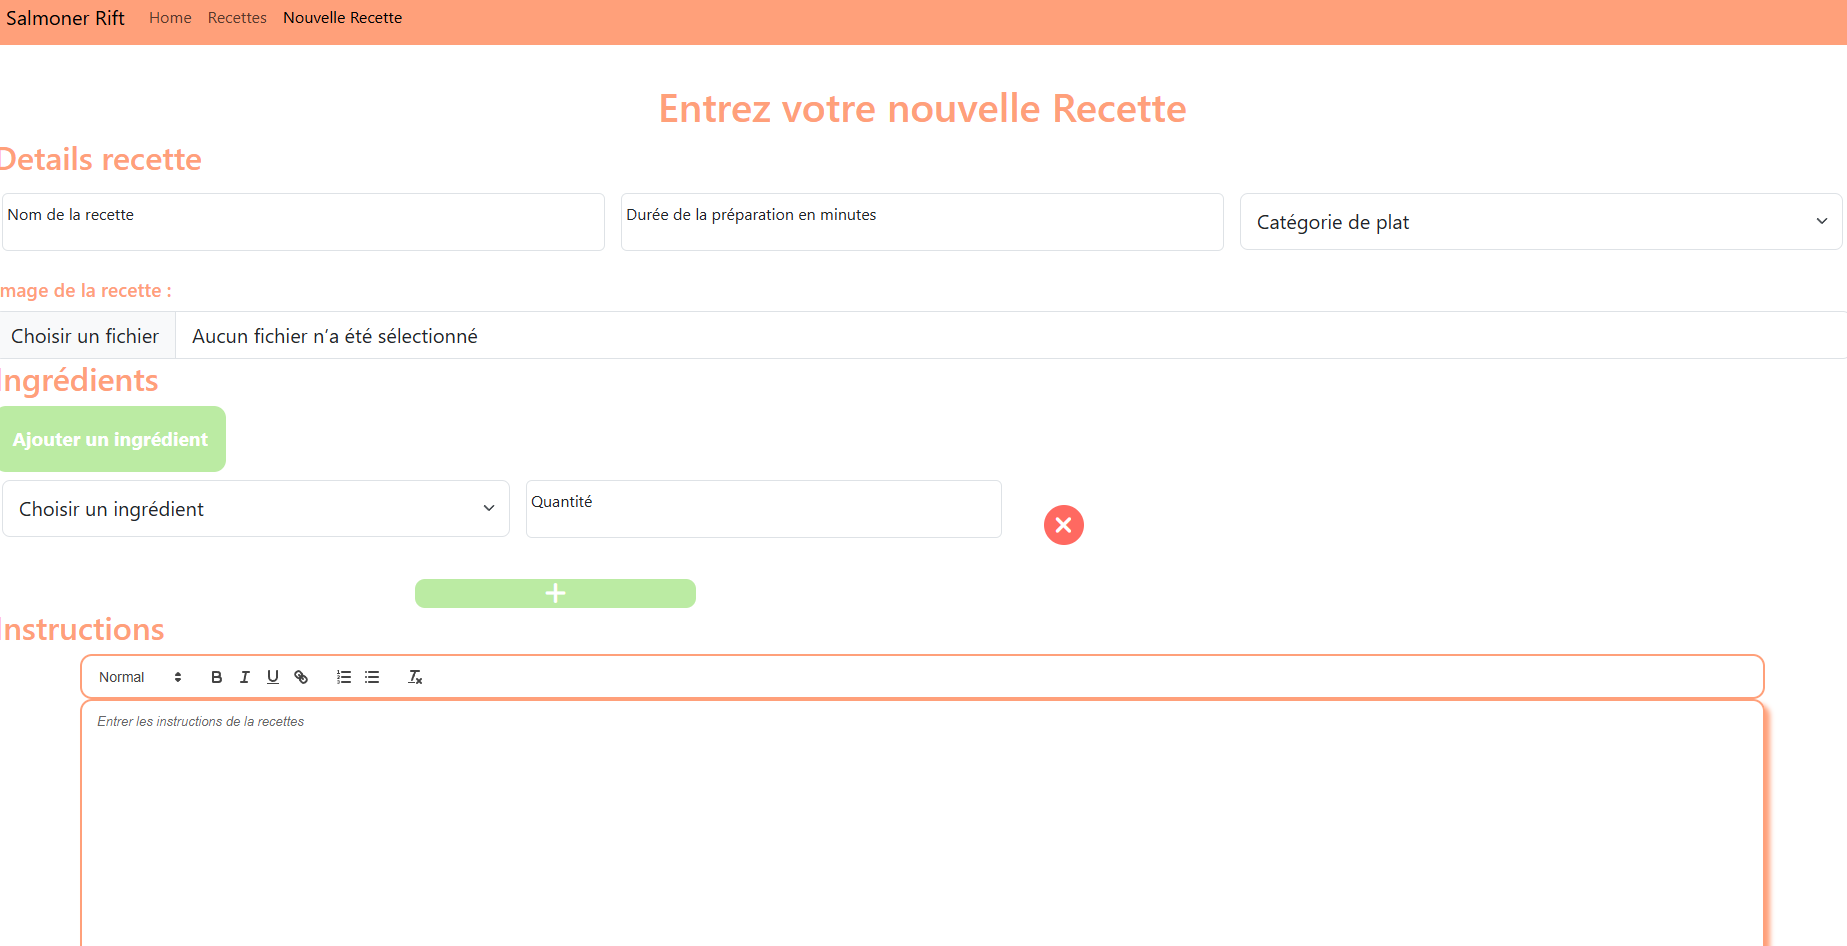 Salmoner Rift Home Recettes Nouvelle Recette
Entrez votre nouvelle Recette
Details recette
Nom de la recette Durée de la préparation en minutes Catégorie de plat
mage de la recette :
Choisir un fichier Aucun fichier n’a été sélectionné
Ingrédients
Ajouter un ingrédient
Choisir un ingrédient Quantité
Instructions
Normal B I U
Entrer les instructions de la recettes